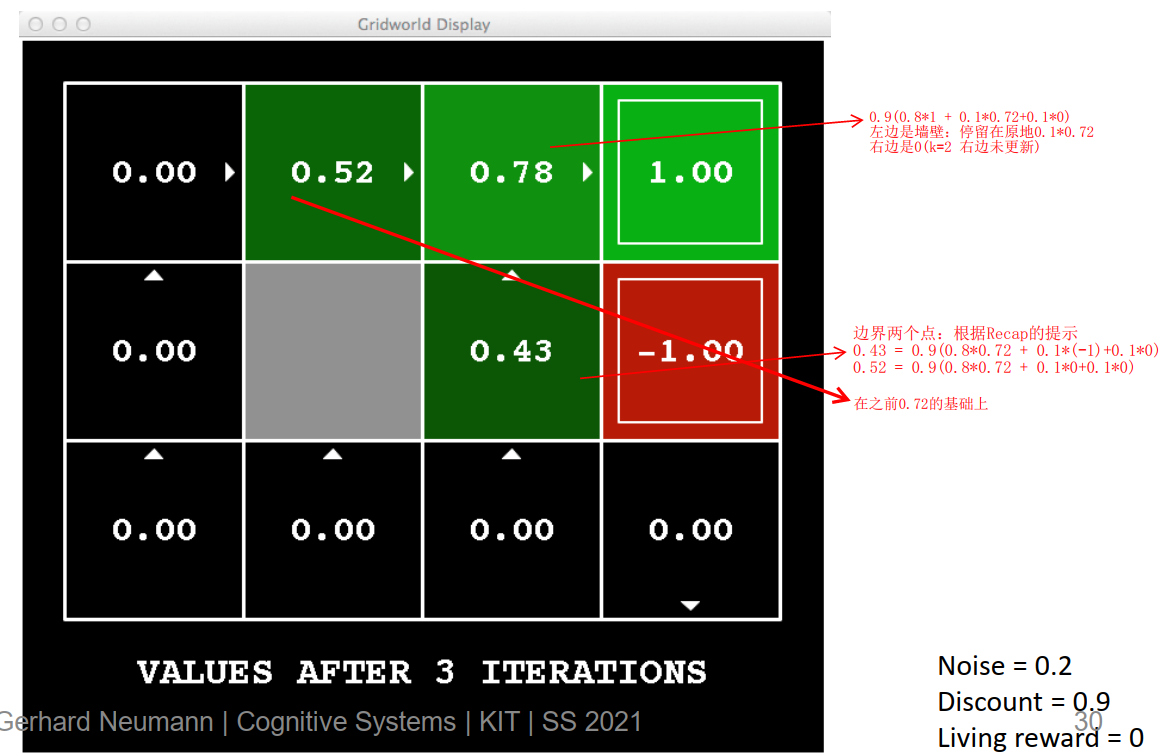 Gridworld Display
0.00 0.52 0.78 1.00
0.9(0.8*1 + 0.1*0.72+0.1*0)
左边是墙壁: 停留在原地0.1*0.72
右边是0(k=2 右边未更新)
0.00 0.43 -1.00
边界两个点: 根据Recap的提示
0.43 = 0.9(0.8*0.72 + 0.1*(-1)+0.1*0)
0.52 = 0.9(0.8*0.72 + 0.1*0+0.1*0)
在之前0.72的基础上
0.00 0.00 0.00 0.00
VALUES AFTER 3 ITERATIONS
Gerhard Neumann | Cognitive Systems | KIT | SS 2021
30
Noise = 0.2
Discount = 0.9
Living reward = 0